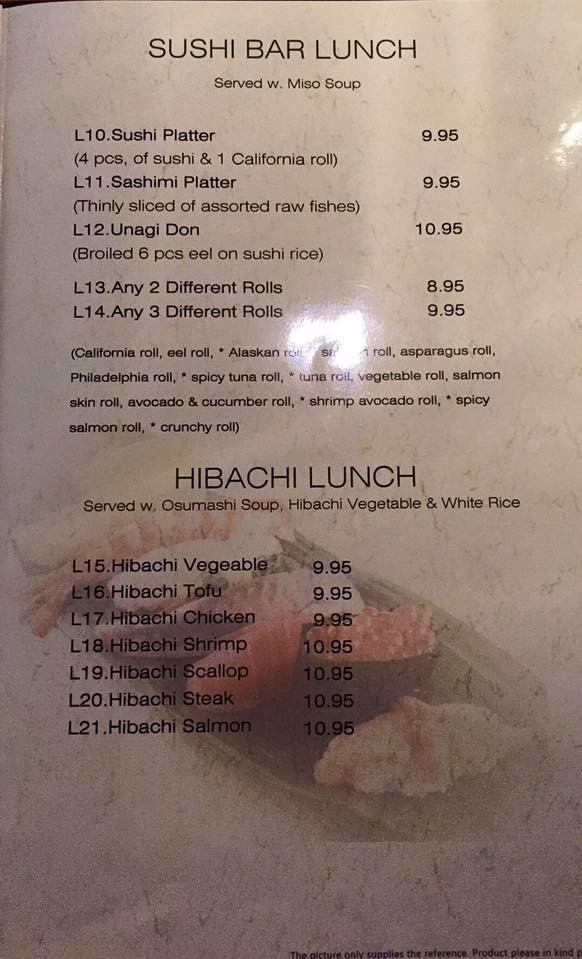 SUSHI BAR LUNCH
Served w. Miso Soup
L10.Sushi Platter 9.95
(4 pcs, of sushi & 1 California roll)
L11.Sashimi Platter 9.95
(Thinly sliced of assorted raw fishes)
L12.Unagi Don 10.95
(Broiled 6 pcs eel on sushi rice)
L13.Any 2 Different Rolls 8.95
L14.Any 3 Different Rolls 9.95
(California roll, eel roll, * Alaskan roll, * roll, asparagus roll,
Philadelphia roll, * spicy tuna roll, * tuna roll, vegetable roll, salmon
skin roll, avocado & cucumber roll, * shrimp avocado roll, * spicy
salmon roll, * crunchy roll)
HIBACHI LUNCH
Served w. Osumashi Soup, Hibachi Vegetable & White Rice
L15.Hibachi Vegeable 9.95
L16.Hibachi Tofu 9.95
L17.Hibachi Chicken 9.95
L18.Hibachi Shrimp 10.95
L19.Hibachi Scallop 10.95
L20.Hibachi Steak 10.95
L21.Hibachi Salmon 10.95
The picture only supplies the reference. Product please in kind